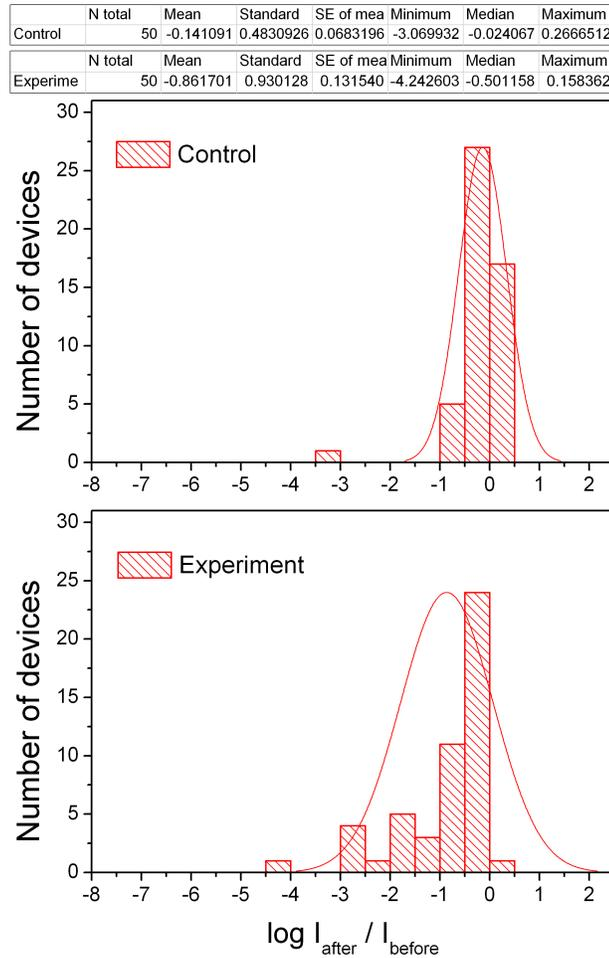 N total Mean Standard SE of mea Minimum Median Maximum
Control 50 -0.141091 0.4830926 0.0683196 -3.069932 -0.024067 0.2666512
N total Mean Standard SE of mea Minimum Median Maximum
Experime 50 -0.861701 0.930128 0.131540 -4.242603 -0.501158 0.158362
30
25
20
15
10
5
0
Number of devices
Control
-8 -7 -6 -5 -4 -3 -2 -1 0 1 2
30
25
20
15
10
5
0
Number of devices
Experiment
-8 -7 -6 -5 -4 -3 -2 -1 0 1 2
log I after / I before